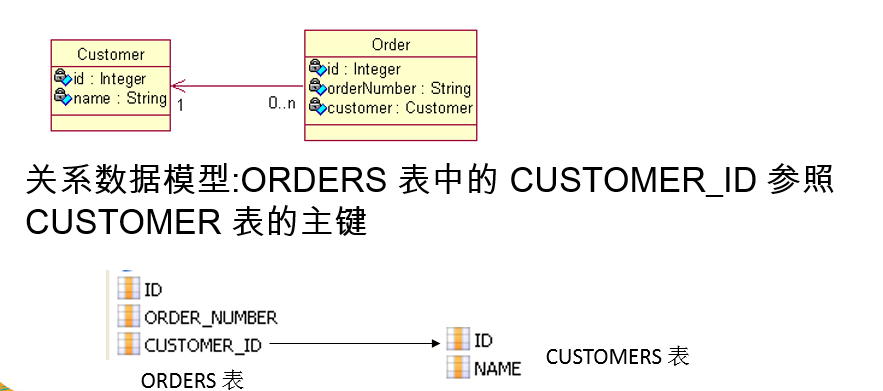 Customer
id : Integer
name : String
1
0..n
Order
id : Integer
orderNumber : String
customer : Customer
关系数据模型:ORDERS 表中的 CUSTOMER_ID 参照
CUSTOMER 表的主键
ID
ORDER_NUMBER
CUSTOMER_ID
ORDERS 表
ID
NAME
CUSTOMERS 表